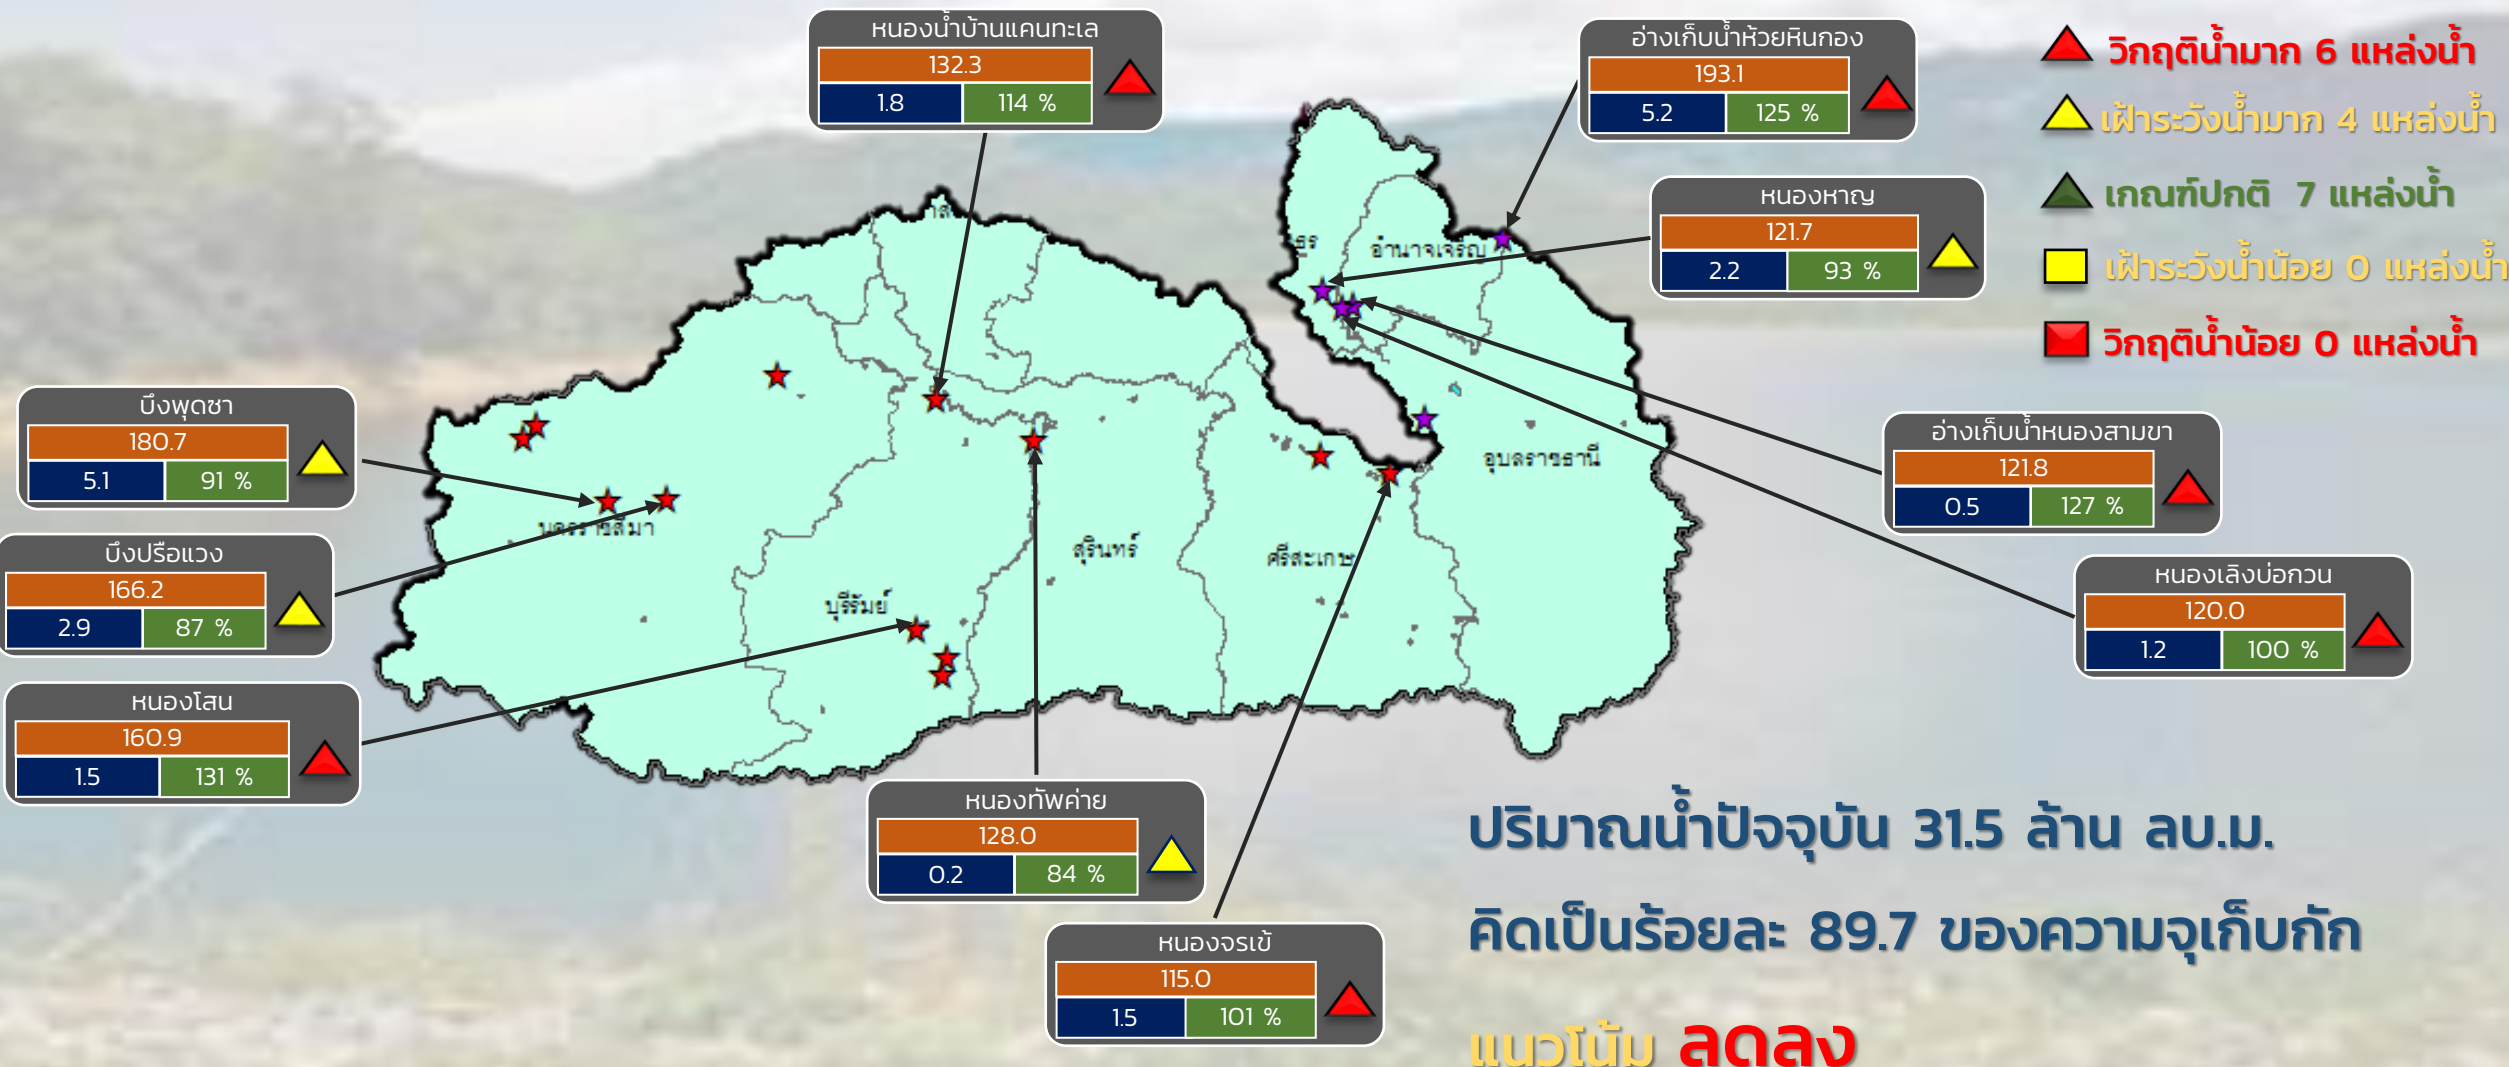 หนองน้ำบ้านแคนทะเล
132.3
1.8 114 %
อ่างเก็บน้ำห้วยหินกอง
193.1
5.2 125 %
หนองหาญ
121.7
2.2 93 %
วิกฤติน้ำมาก 6 แหล่งน้ำ
เฝ้าระวังน้ำมาก 4 แหล่งน้ำ
เกณฑ์ปกติ 7 แหล่งน้ำ
เฝ้าระวังน้ำน้อย 0 แหล่งน้ำ
วิกฤติน้ำน้อย 0 แหล่งน้ำ
อำนาจเจริญ
บึงพุดซา
180.7
5.1 91 %
บึงปรือแวง
166.2
2.9 87 %
หนองโสน
160.9
1.5 131 %
นครราชสีมา
บุรีรัมย์
สุรินทร์
ศรีสะเกษ
อุบลราชธานี
อ่างเก็บน้ำหนองสามขา
121.8
0.5 127 %
หนองเลิงบ่อกวน
120.0
1.2 100 %
หนองทัพค่าย
128.0
0.2 84 %
หนองจรเข้
115.0
1.5 101 %
ปริมาณน้ำปัจจุบัน 31.5 ล้าน ลบ.ม.
คิดเป็นร้อยละ 89.7 ของความจุเก็บกัก
แนวโน้ม ลดลง